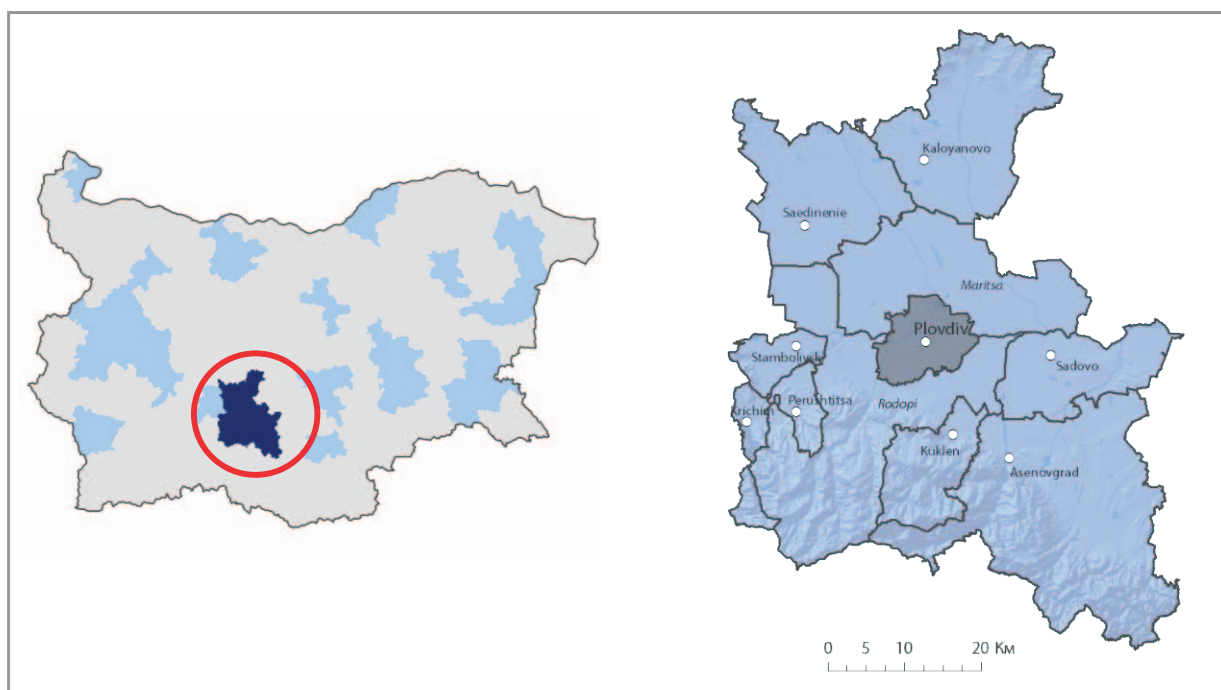 Kaloyanovo
Saedinenie
Maritsa
Plovdiv
Stamboliyski
Sadovo
Perushtitsa
Rodopi
Krichim
Kuklen
Asenovgrad
0 5 10 20 Км